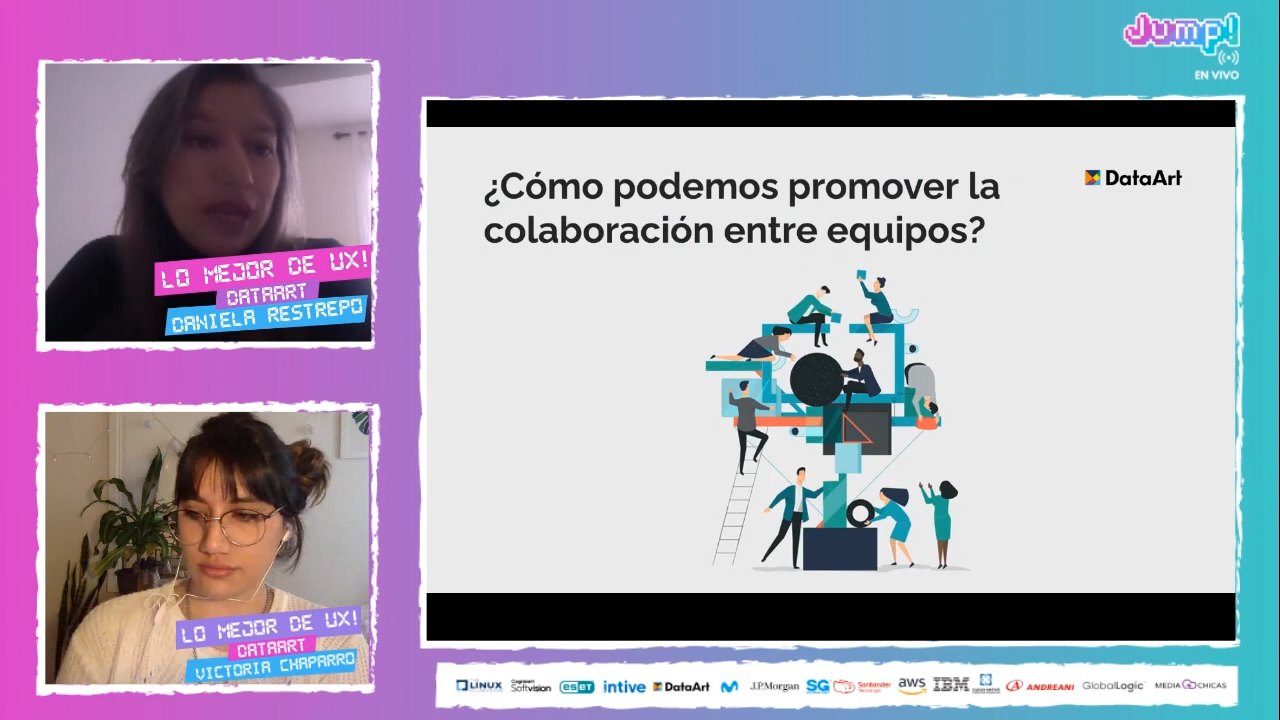 Jump!
EN VIVO
LO MEJOR DE UX!
DATAART
DANIELA RESTREPO
¿Cómo podemos promover la
colaboración entre equipos?
DataArt
LO MEJOR DE UX!
DATAART
VICTORIA CHAPARRO
LINUX
Cognizant
Softvision
eseT
intive
DataArt
J.P.Morgan
SG
Santander
Tecnología
aws
IBM
ANDREANI
GlobalLogic
MEDIA CHICAS